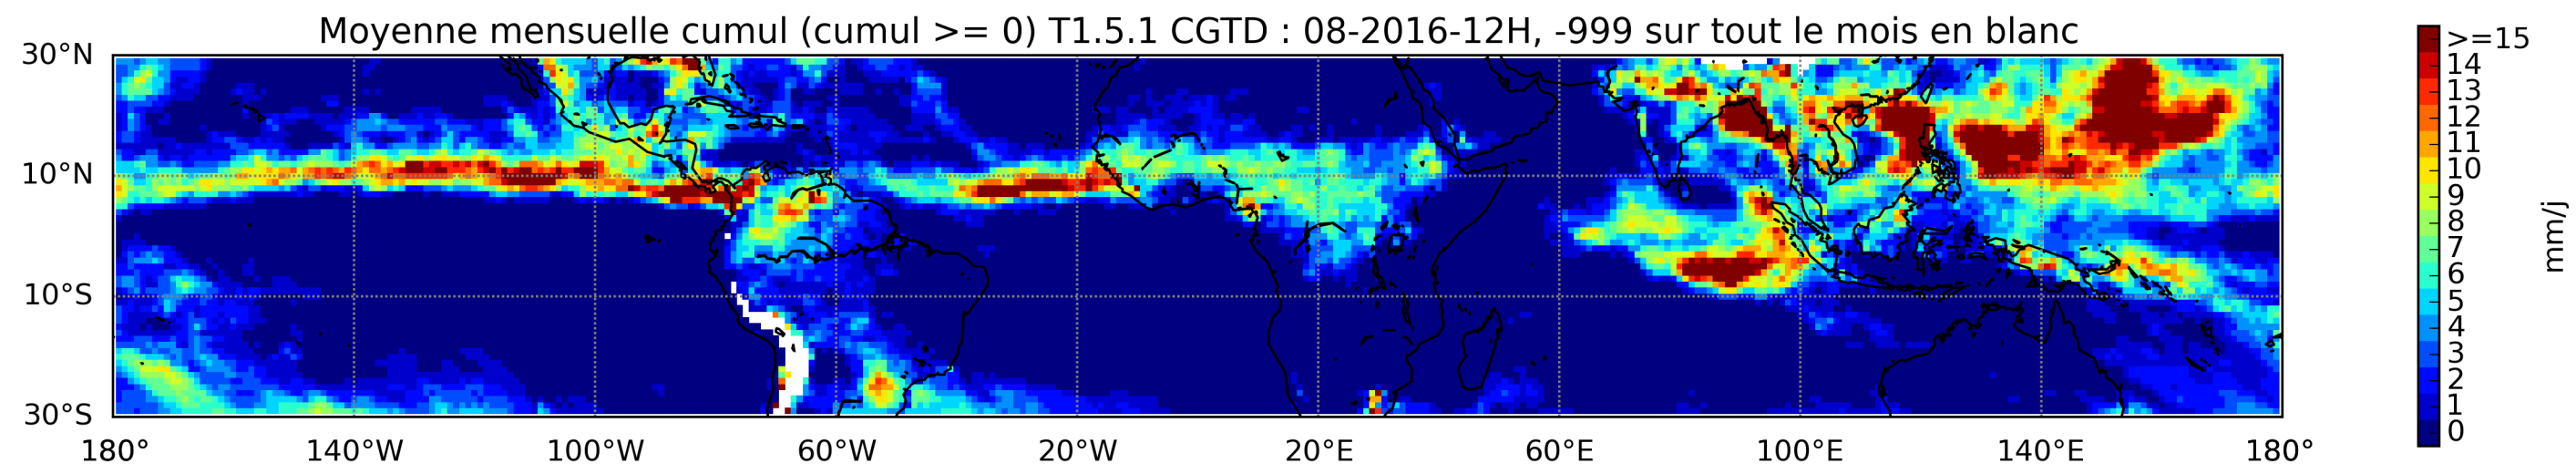 Moyenne mensuelle cumul (cumul >= 0) T1.5.1 CGTD : 08-2016-12H, -999 sur tout le mois en blanc
30°N
10°N
10°S
30°S
180°
140°W
100°W
60°W
20°W
20°E
60°E
100°E
140°E
180°
>=15
14
13
12
11
10
9
8
7
6
5
4
3
2
1
0
mm/j